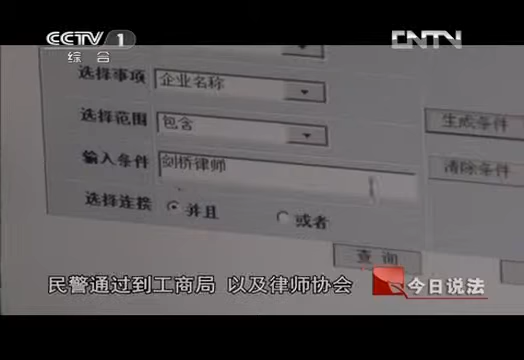 CCTV 1
综合
CNTV
选择事项 企业名称
选择范围 包含 生成条件
输入条件 剑桥律师 清除条件
选择连接 并且 或者
查询
民警通过到工商局 以及律师协会
今日说法